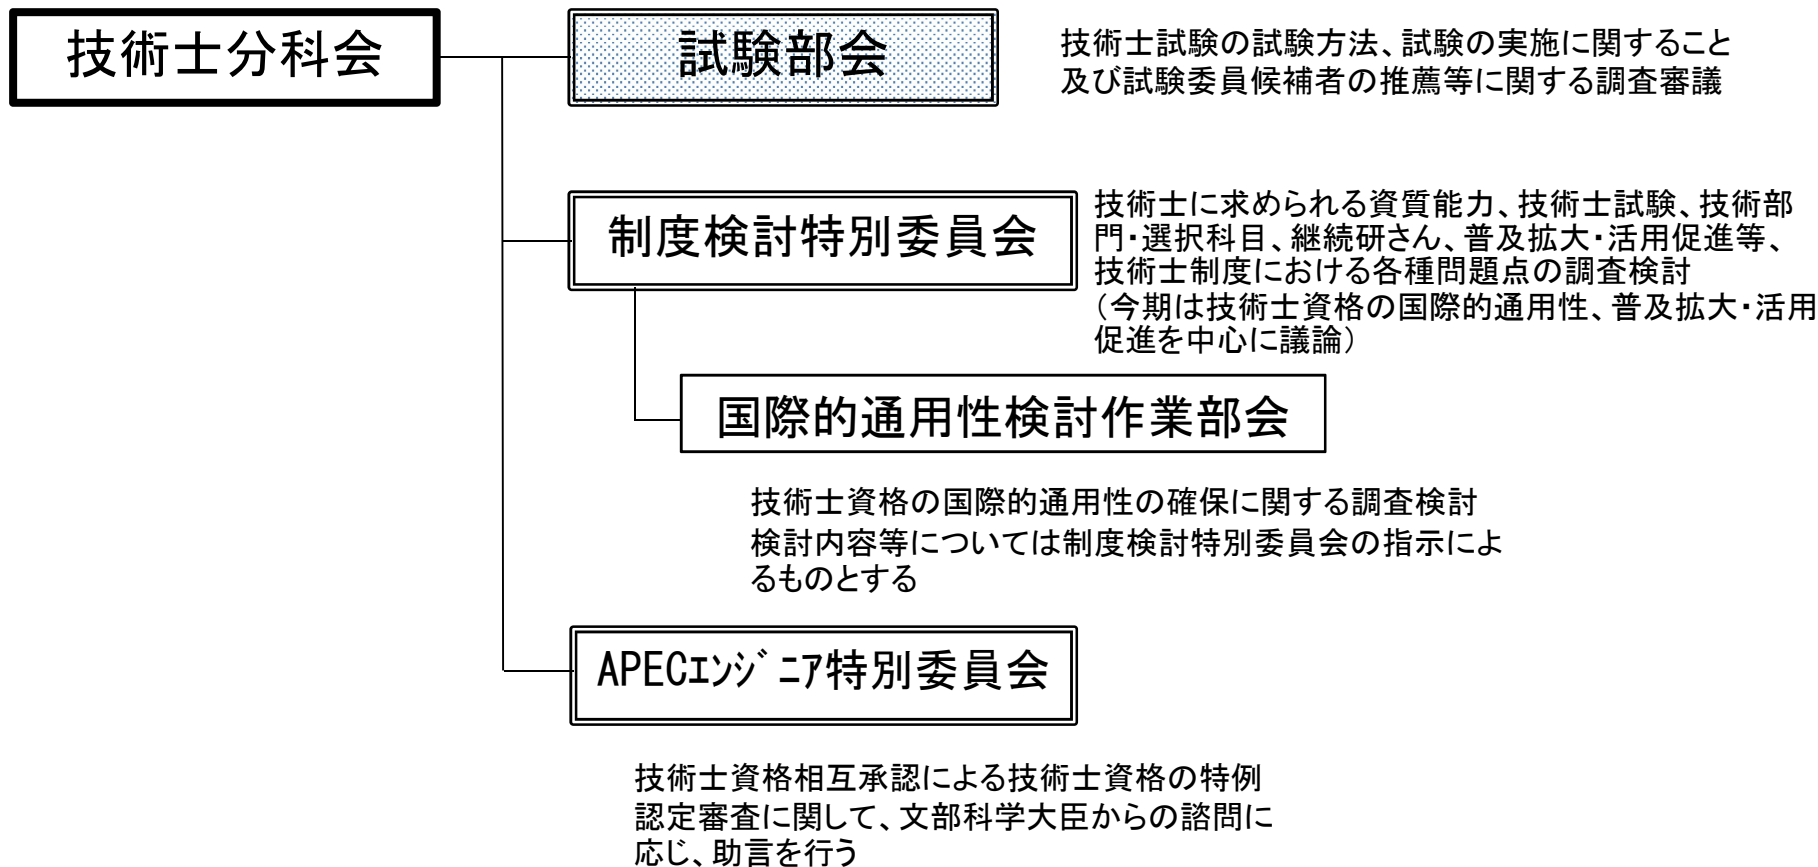 技術士分科会
試験部会
技術士試験の試験方法、試験の実施に関すること
及び試験委員候補者の推薦等に関する調査審議
制度検討特別委員会
技術士に求められる資質能力、技術士試験、技術部
門・選択科目、継続研さん、普及拡大・活用促進等、
技術士制度における各種問題点の調査検討
（今期は技術士資格の国際的通用性、普及拡大・活用
促進を中心に議論）
国際的通用性検討作業部会
技術士資格の国際的通用性の確保に関する調査検討
検討内容等については制度検討特別委員会の指示によ
るものとする
APECｴﾝｼﾞﾆｱ特別委員会
技術士資格相互承認による技術士資格の特例
認定審査に関して、文部科学大臣からの諮問に
応じ、助言を行う